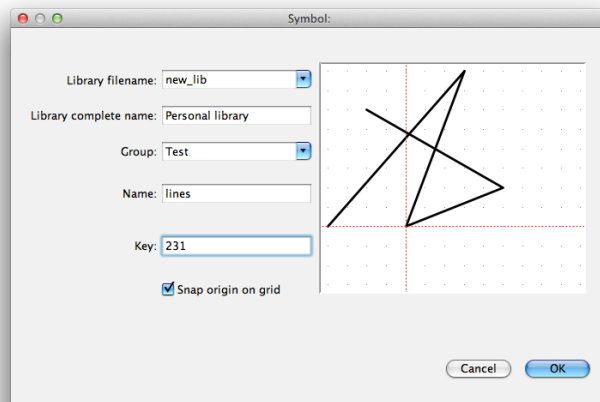 Symbol:
Library filename: new_lib
Library complete name: Personal library
Group: Test
Name: lines
Key: 231
Snap origin on grid
Cancel OK